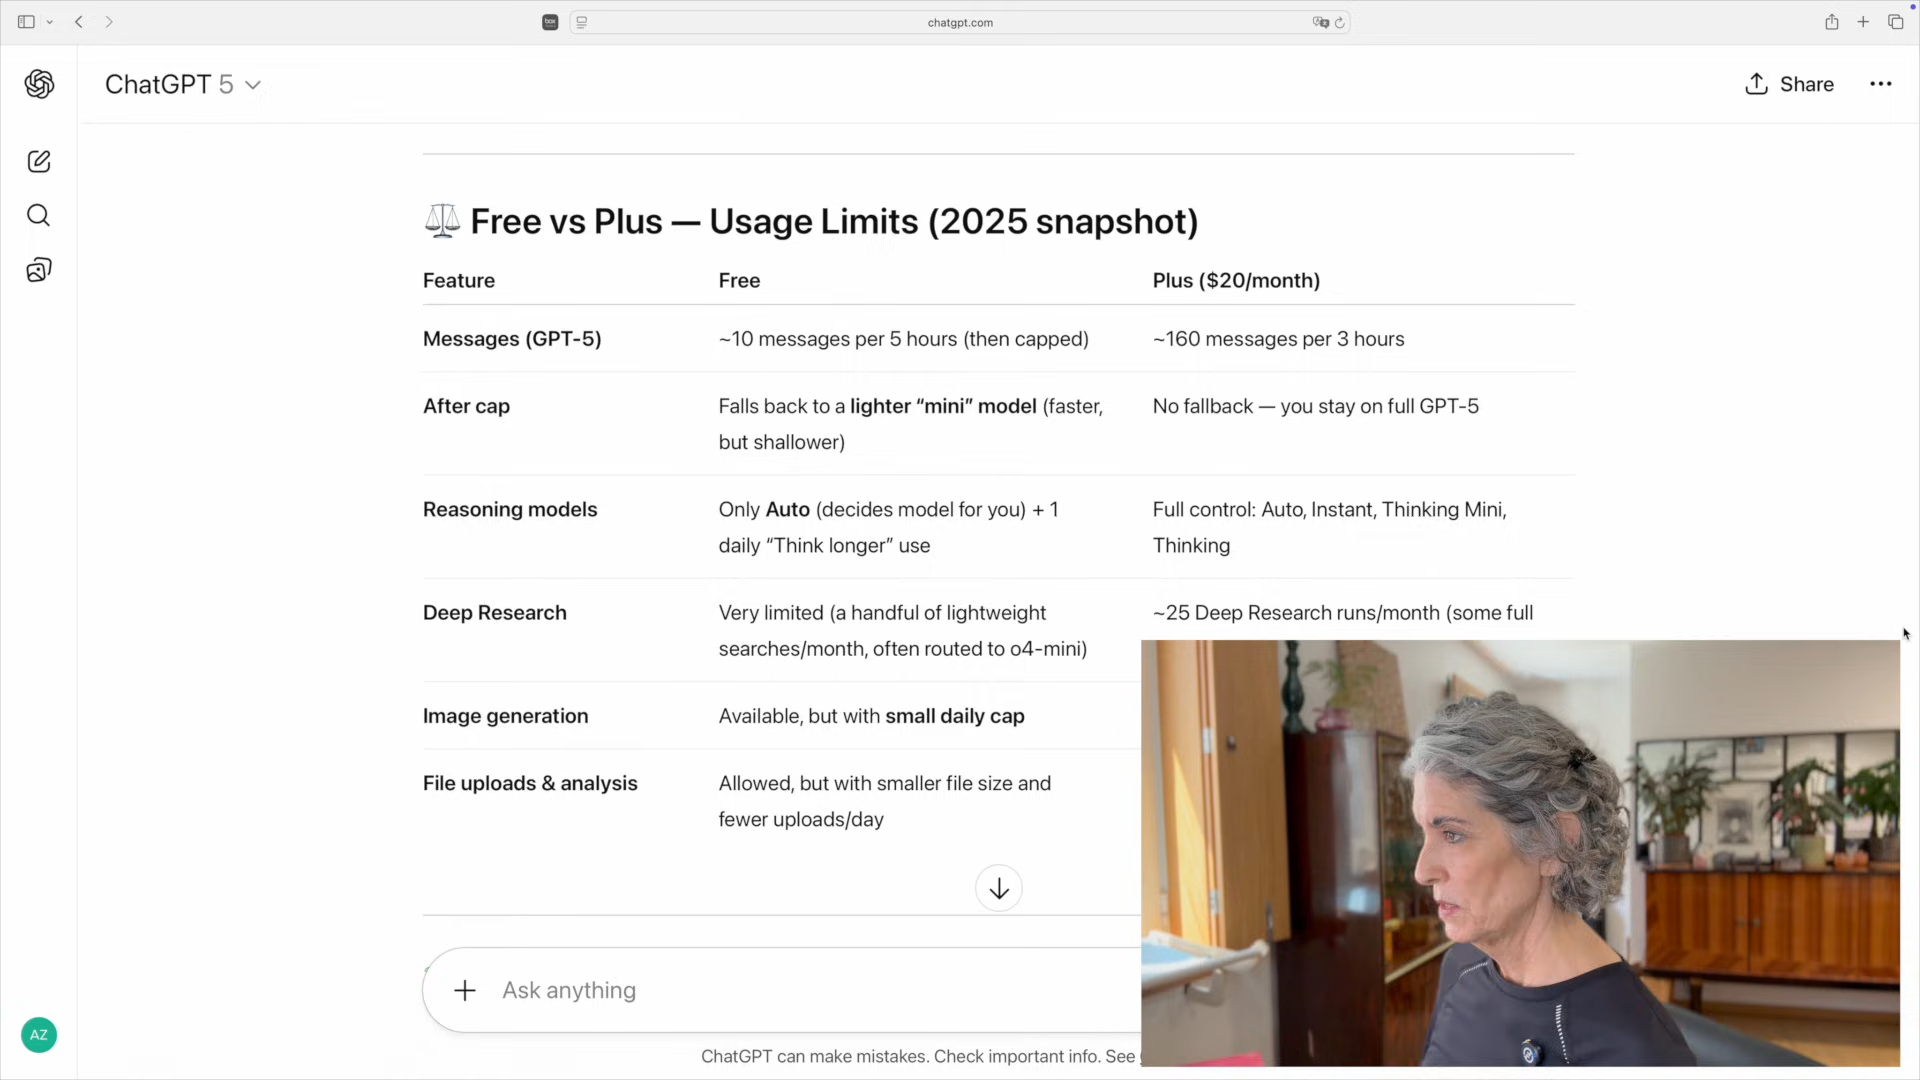 chatgpt.com
ChatGPT 5
Share
Free vs Plus — Usage Limits (2025 snapshot)
Feature Free Plus ($20/month)
Messages (GPT-5) ~10 messages per 5 hours (then capped) ~160 messages per 3 hours
After cap Falls back to a lighter “mini” model (faster, No fallback — you stay on full GPT-5
but shallower)
Reasoning models Only Auto (decides model for you) + 1 Full control: Auto, Instant, Thinking Mini,
daily “Think longer” use Thinking
Deep Research Very limited (a handful of lightweight ~25 Deep Research runs/month (some full
searches/month, often routed to o4-mini)
Image generation Available, but with small daily cap
File uploads & analysis Allowed, but with smaller file size and
fewer uploads/day
Ask anything
AZ
ChatGPT can make mistakes. Check important info. See